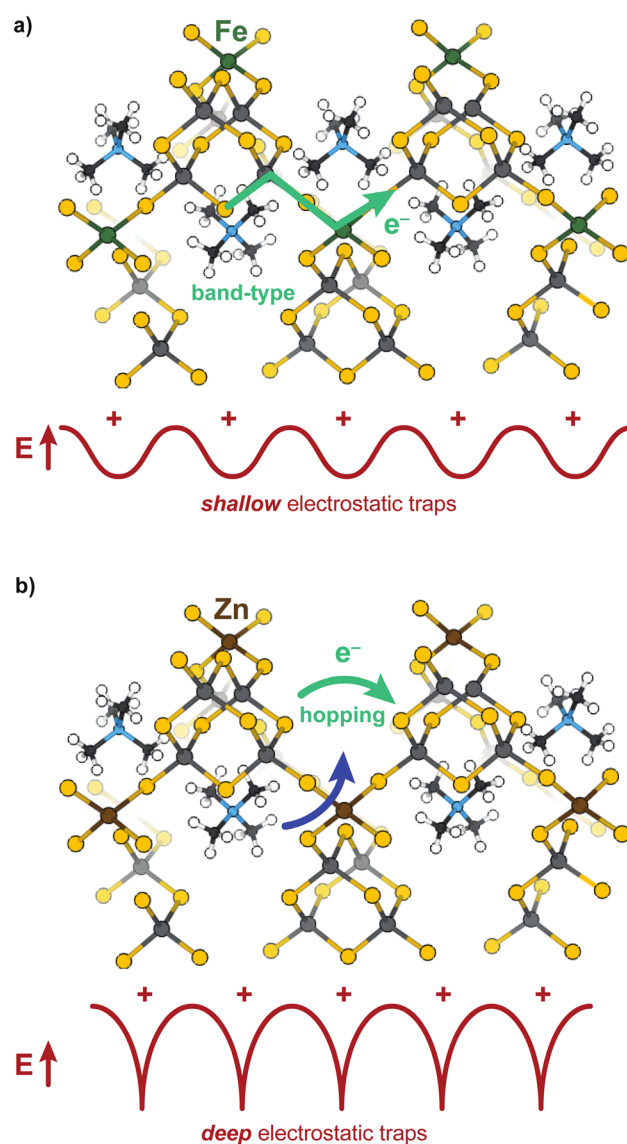 a)
Fe
e⁻
band-type
+ + + + +
E
shallow electrostatic traps
b)
Zn
e⁻
hopping
+ + + + +
E
deep electrostatic traps